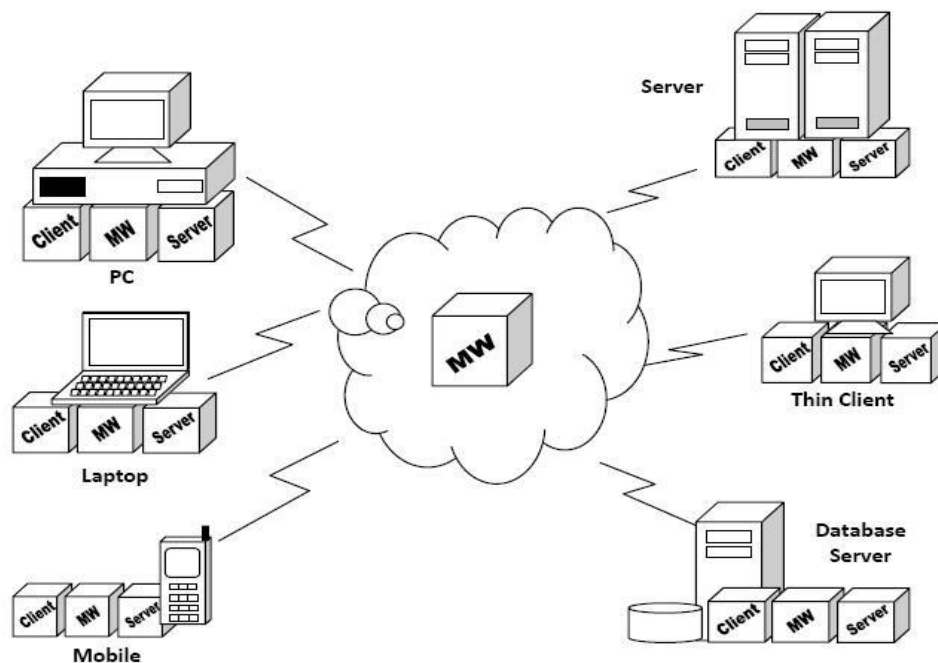 Server
Client MW Server
Client MW Server
PC
MW
Client MW Server
Thin Client
Client MW Server
Laptop
Database
Server
Client MW Server
Mobile
Client MW Server